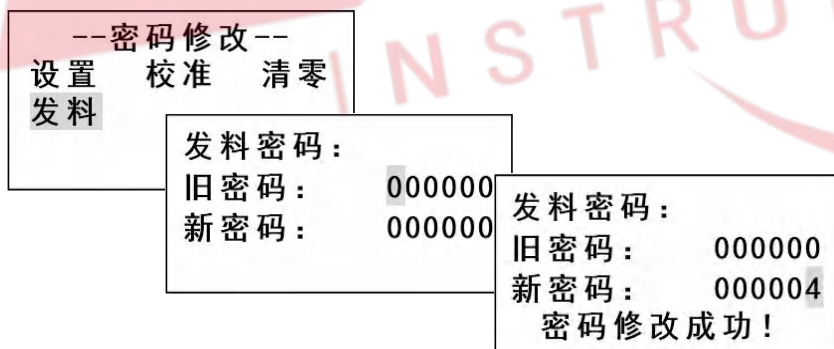 INSTRU
--密码修改--
设置 校准 清零
发料
发料密码：
旧密码： 000000
新密码： 000000
发料密码：
旧密码： 000000
新密码： 000004
密码修改成功！